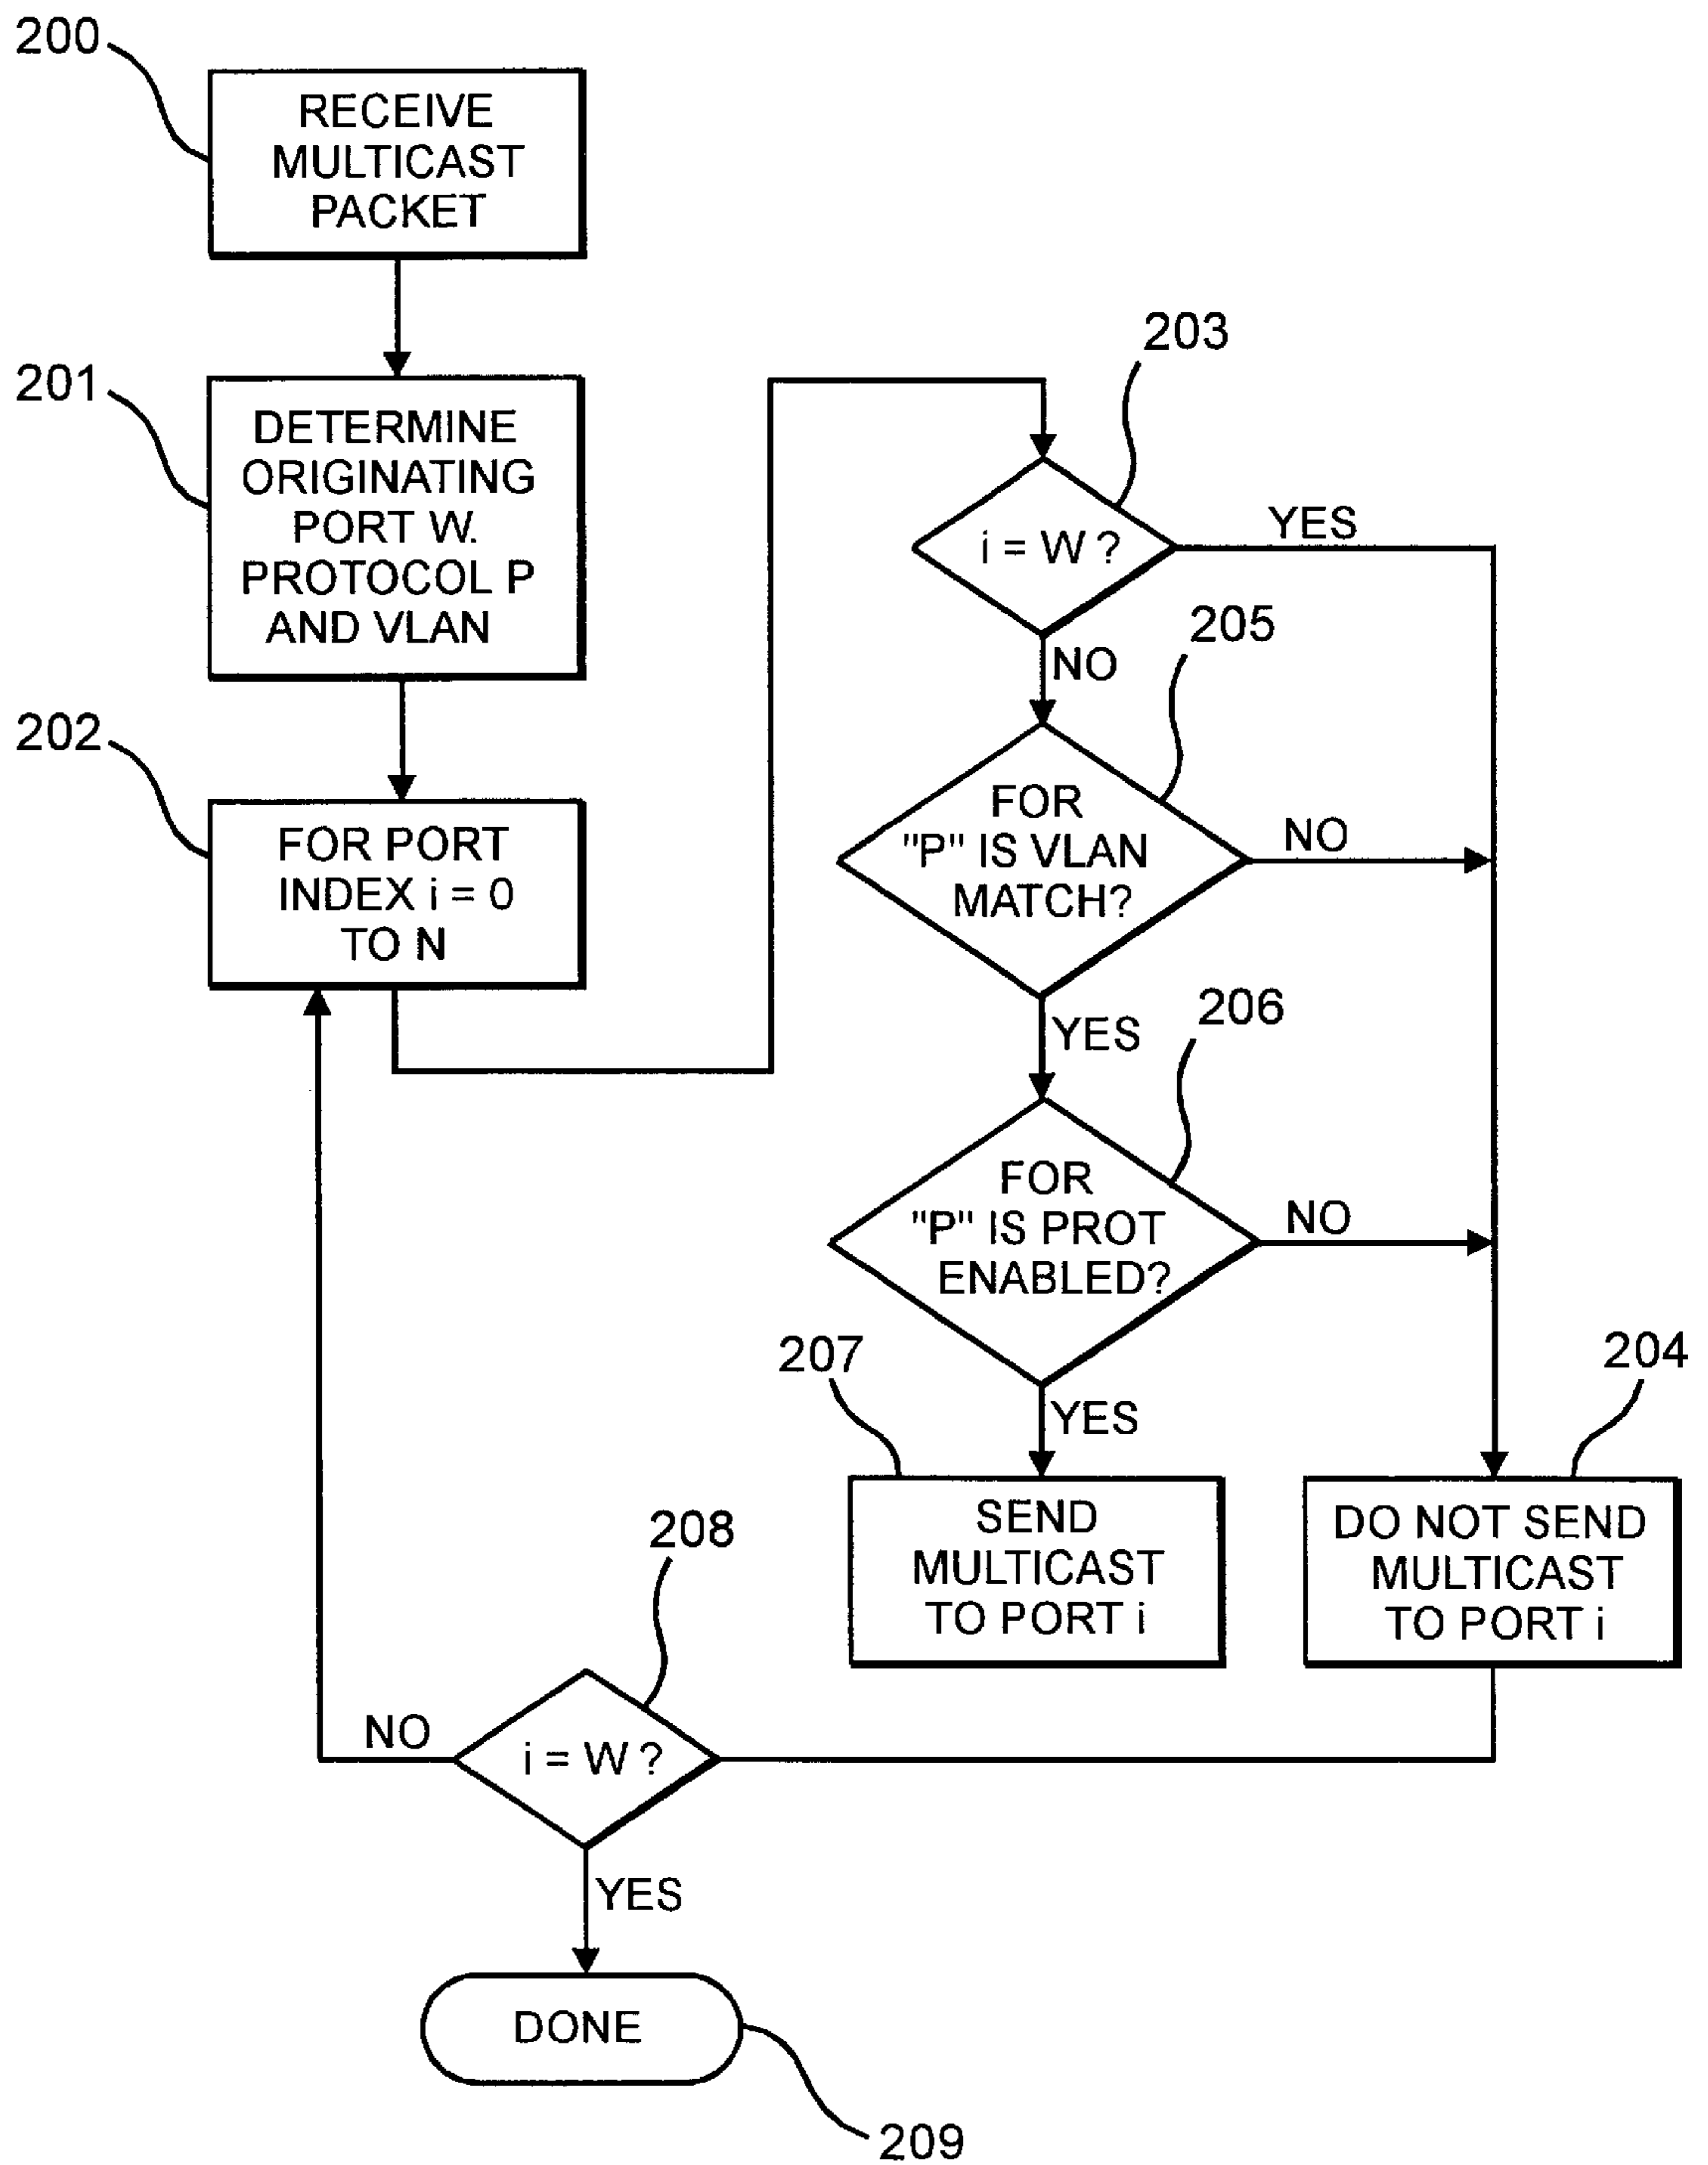 200
RECEIVE
MULTICAST
PACKET
201
DETERMINE
ORIGINATING
PORT W.
PROTOCOL P
AND VLAN
202
FOR PORT
INDEX i = 0
TO N
203
i = W ?
YES
NO
205
FOR
"P" IS VLAN
MATCH?
NO
YES
206
FOR
"P" IS PROT
ENABLED?
NO
YES
207
SEND
MULTICAST
TO PORT i
204
DO NOT SEND
MULTICAST
TO PORT i
208
i = W ?
NO
YES
DONE
209